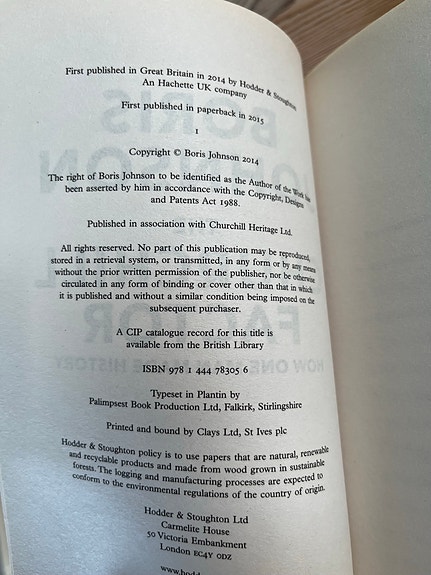 First published in Great Britain in 2014 by Hodder & Stoughton
An Hachette UK company
First published in paperback in 2015
1
Copyright © Boris Johnson 2014
The right of Boris Johnson to be identified as the Author of the Work has
been asserted by him in accordance with the Copyright, Designs
and Patents Act 1988.
Published in association with Churchill Heritage Ltd.
All rights reserved. No part of this publication may be reproduced,
stored in a retrieval system, or transmitted, in any form or by any means
without the prior written permission of the publisher, nor be otherwise
circulated in any form of binding or cover other than that in which
it is published and without a similar condition being imposed on the
subsequent purchaser.
A CIP catalogue record for this title is
available from the British Library
ISBN 978 1 444 78305 6
Typeset in Plantin by
Palimpsest Book Production Ltd, Falkirk, Stirlingshire
Printed and bound by Clays Ltd, St Ives plc
Hodder & Stoughton policy is to use papers that are natural, renewable
and recyclable products and made from wood grown in sustainable
forests. The logging and manufacturing processes are expected to
conform to the environmental regulations of the country of origin.
Hodder & Stoughton Ltd
Carmelite House
50 Victoria Embankment
London EC4Y 0DZ